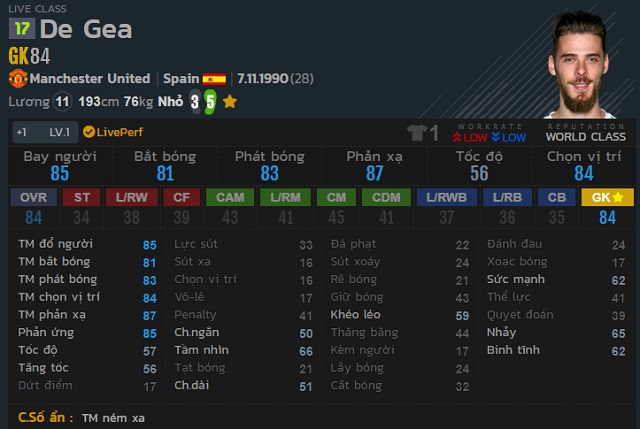 LIVE CLASS
17 De Gea
GK84
Manchester United | Spain | 7.11.1990(28)
Lương 11 193cm 76kg Nhỏ 3 5
+1 LV.1 LivePerf 1 WORKRATE LOW LOW REPUTATION WORLD CLASS
Bay người Bắt bóng Phát bóng Phản xạ Tốc độ Chọn vị trí
85 81 83 87 56 84
OVR ST L/RW CF CAM L/RM CM CDM L/RWB L/RB CB GK
84 34 38 39 43 41 45 41 37 36 35 84
TM đổ người 85 Lực sút 33 Đá phạt 22 Đánh đầu 24
TM bắt bóng 81 Sút xa 16 Sút xoáy 24 Xoạc bóng 17
TM phát bóng 83 Chọn vị trí 16 Rê bóng 21 Sức mạnh 62
TM chọn vị trí 84 Vô-lê 17 Giữ bóng 43 Thể lực 41
TM phản xạ 87 Penalty 41 Khéo léo 59 Quyết đoán 39
Phản ứng 85 Ch.ngắn 50 Thăng bằng 44 Nhảy 65
Tốc độ 57 Tầm nhìn 66 Kèm người 17 Bình tĩnh 62
Tăng tốc 56 Tạt bóng 21 Lấy bóng 24
Dứt điểm 17 Ch.dài 51 Cắt bóng 32
C.Số ẩn : TM ném xa